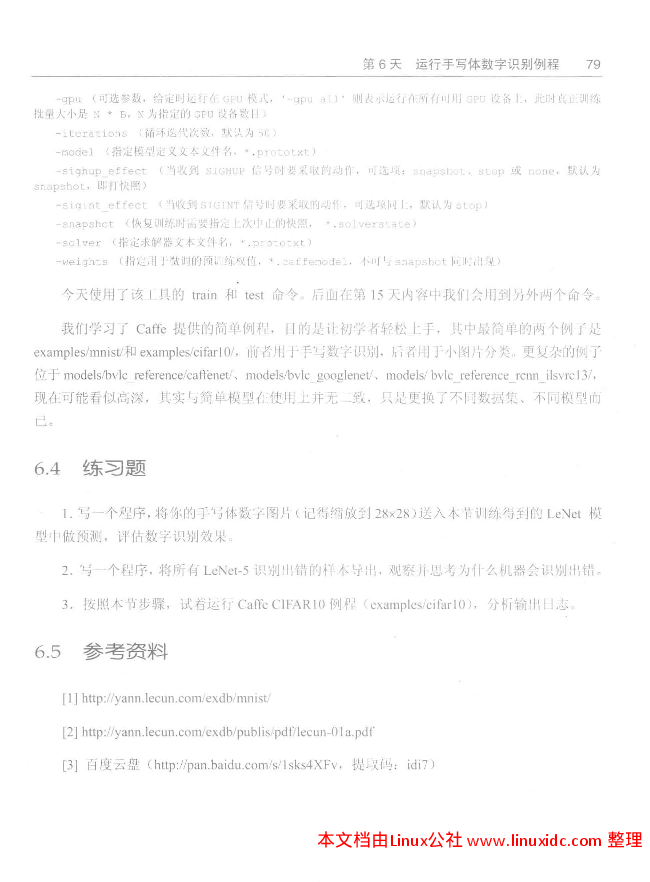 第 6 天 运行手写体数字识别例程 79
-gpu （可选参数，给定时运行在 GPU 模式，'-gpu all' 则表示运行在所有可用 GPU 设备上，此时真正训练
批量大小是 N * B，N 为指定的 GPU 设备数目）
-iterations （循环迭代次数，默认为 50）
-model （指定模型定义文本文件名，*.prototxt）
-sighup_effect （当收到 SIGHUP 信号时要采取的动作，可选项：snapshot、stop 或 none，默认为
snapshot，即打快照）
-sigint_effect （当收到 SIGINT 信号时要采取的动作，可选项同上，默认为 stop）
-snapshot （恢复训练时需要指定上次中止的快照， *.solverstate）
-solver （指定求解器文本文件名，*.prototxt）
-weights （指定用于微调的预训练权值，*.caffemodel，不可与 snapshot 同时出现）
今天使用了该工具的 train 和 test 命令。后面在第 15 天内容中我们会用到另外两个命令。
我们学习了 Caffe 提供的简单例程，目的是让初学者轻松上手，其中最简单的两个例子是
examples/mnist/和 examples/cifar10/，前者用于手写数字识别，后者用于小图片分类。更复杂的例子
位于 models/bvlc_reference/caffenet/、models/bvlc_googlenet/、models/ bvlc_reference_rcnn_ilsvrc13/，
现在可能看似高深，其实与简单模型在使用上并无二致，只是更换了不同数据集、不同模型而
已。
6.4 练习题
1. 写一个程序，将你的手写体数字图片（记得缩放到 28×28）送入本节训练得到的 LeNet 模
型中做预测，评估数字识别效果。
2. 写一个程序，将所有 LeNet-5 识别出错的样本导出，观察并思考为什么机器会识别出错。
3. 按照本节步骤，试着运行 Caffe CIFAR10 例程（examples/cifar10），分析输出日志。
6.5 参考资料
[1] http://yann.lecun.com/exdb/mnist/
[2] http://yann.lecun.com/exdb/publis/pdf/lecun-01a.pdf
[3] 百度云盘（http://pan.baidu.com/s/1sks4XFv，提取码：idi7）
本文档由Linux公社 www.linuxidc.com 整理